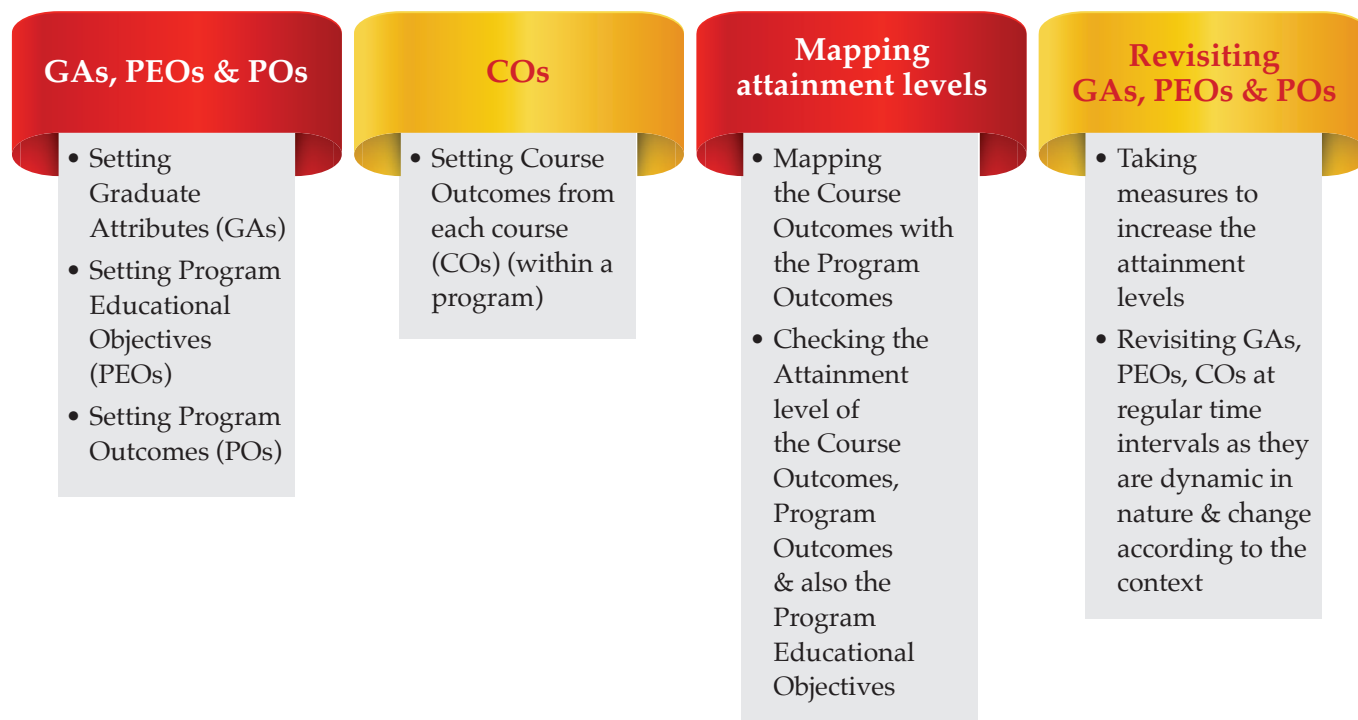 GAs, PEOs & POs
• Setting
Graduate
Attributes (GAs)
• Setting Program
Educational
Objectives
(PEOs)
• Setting Program
Outcomes (POs)
COs
• Setting Course
Outcomes from
each course
(COs) (within a
program)
Mapping
attainment levels
• Mapping
the Course
Outcomes with
the Program
Outcomes
• Checking the
Attainment
level of
the Course
Outcomes,
Program
Outcomes
& also the
Program
Educational
Objectives
Revisiting
GAs, PEOs & POs
• Taking
measures to
increase the
attainment
levels
• Revisiting GAs,
PEOs, COs at
regular time
intervals as they
are dynamic in
nature & change
according to the
context